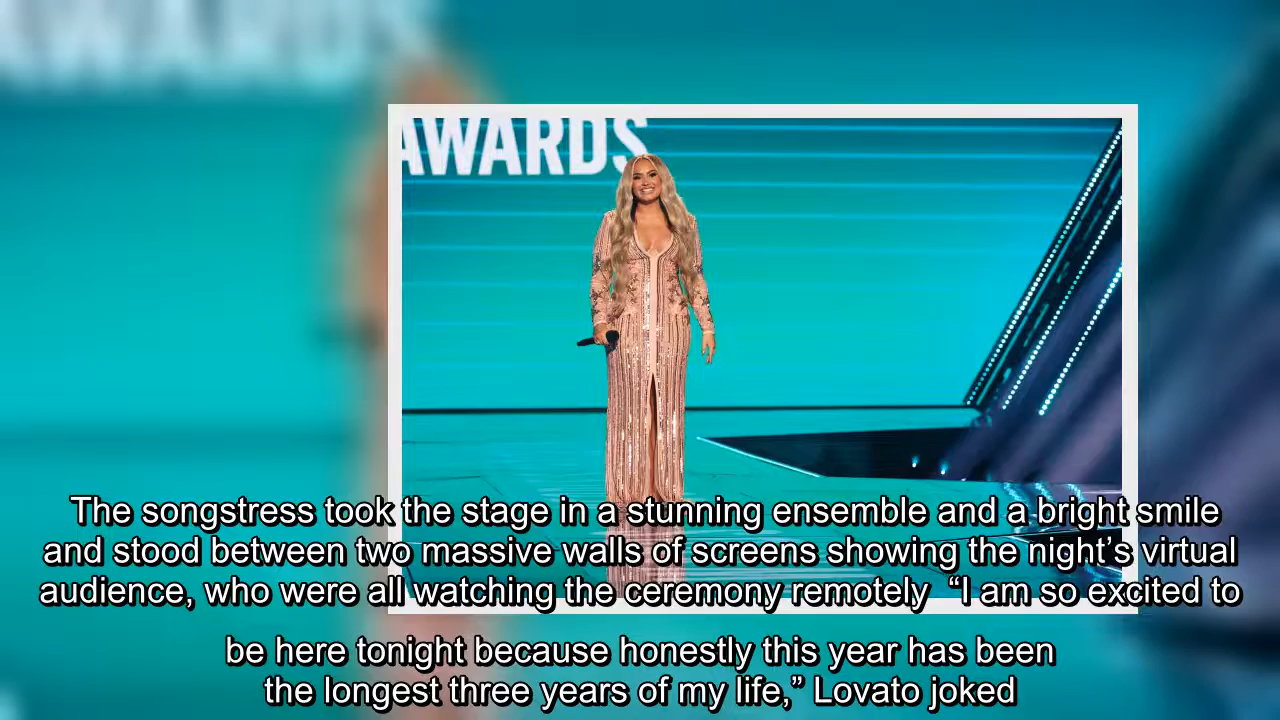 AWARDS
AWARDS
The songstress took the stage in a stunning ensemble and a bright smile
and stood between two massive walls of screens showing the night’s virtual
audience, who were all watching the ceremony remotely “I am so excited to
be here tonight because honestly this year has been
the longest three years of my life,” Lovato joked